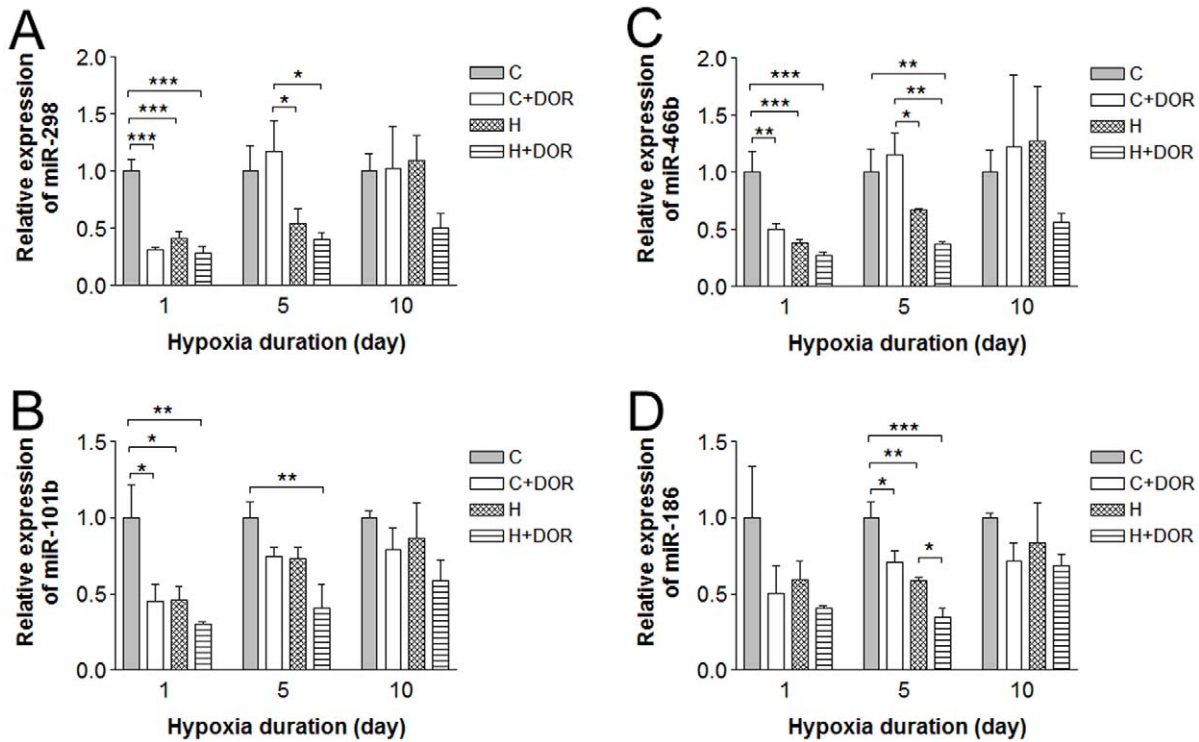 A
Relative expression
of miR-298
2.0
1.5
1.0
0.5
0.0
***
***
***
*
*
1 5 10
Hypoxia duration (day)
C
C+DOR
H
H+DOR
C
Relative expression
of miR-466b
2.0
1.5
1.0
0.5
0.0
***
***
**
**
**
*
1 5 10
Hypoxia duration (day)
C
C+DOR
H
H+DOR
B
Relative expression
of miR-101b
1.5
1.0
0.5
0.0
**
*
*
**
1 5 10
Hypoxia duration (day)
C
C+DOR
H
H+DOR
D
Relative expression
of miR-186
1.5
1.0
0.5
0.0
***
**
*
*
1 5 10
Hypoxia duration (day)
C
C+DOR
H
H+DOR